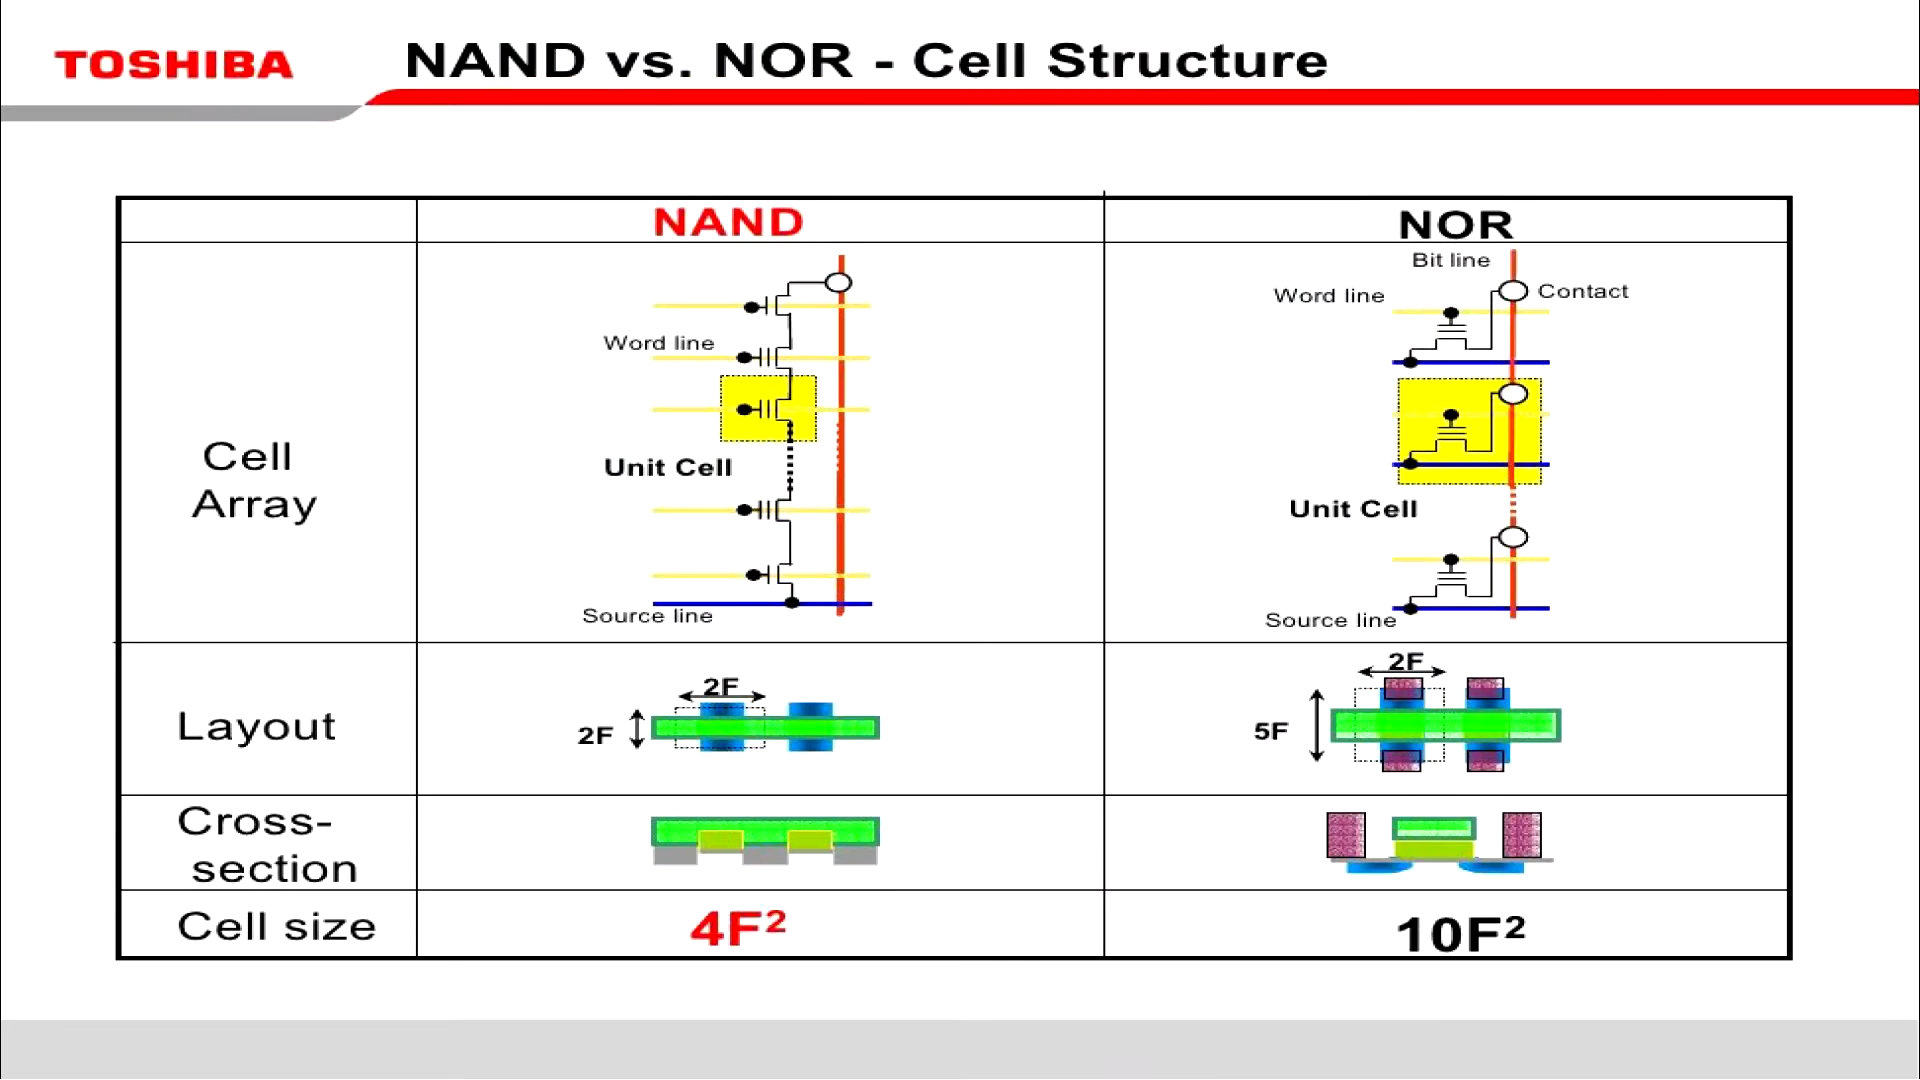 TOSHIBA
NAND vs. NOR - Cell Structure
NAND
NOR
Cell
Array
Word line
Unit Cell
Source line
Bit line
Word line
Contact
Unit Cell
Source line
Layout
2F
2F
2F
5F
Cross-
section
Cell size
4F²
10F²